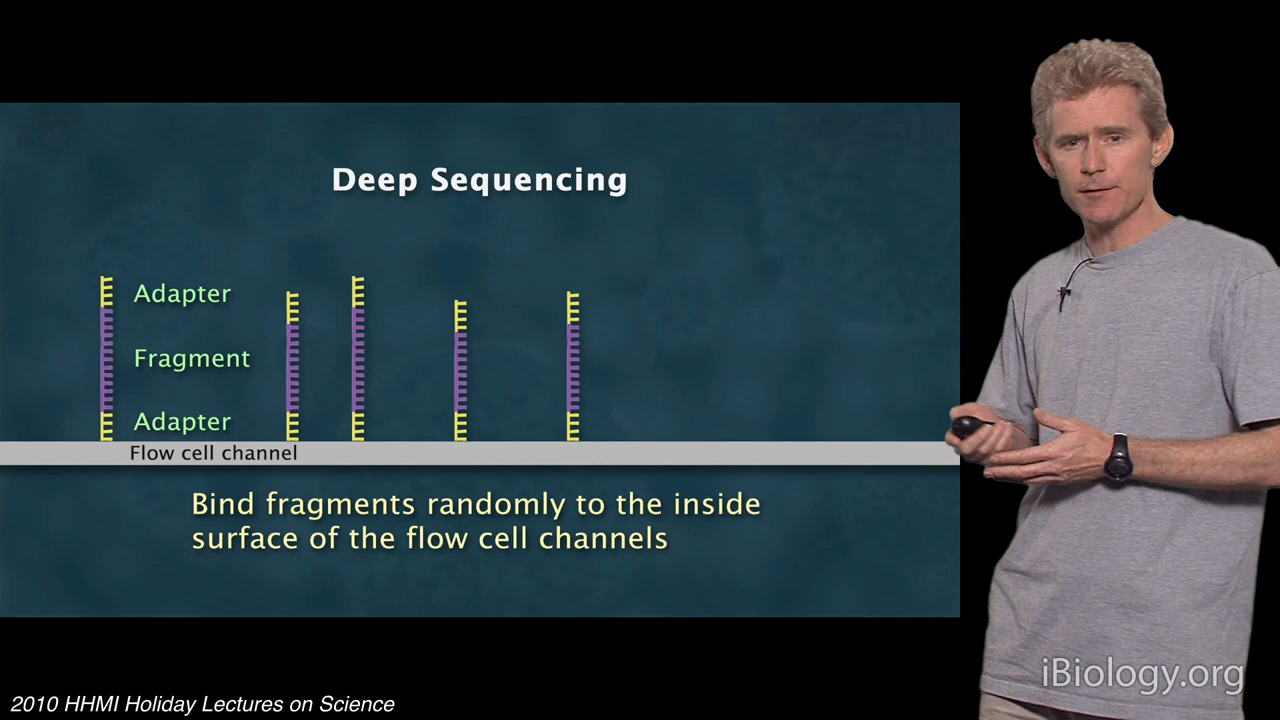 Deep Sequencing
Adapter
Fragment
Adapter
Flow cell channel
Bind fragments randomly to the inside
surface of the flow cell channels
iBiology.org
2010 HHMI Holiday Lectures on Science